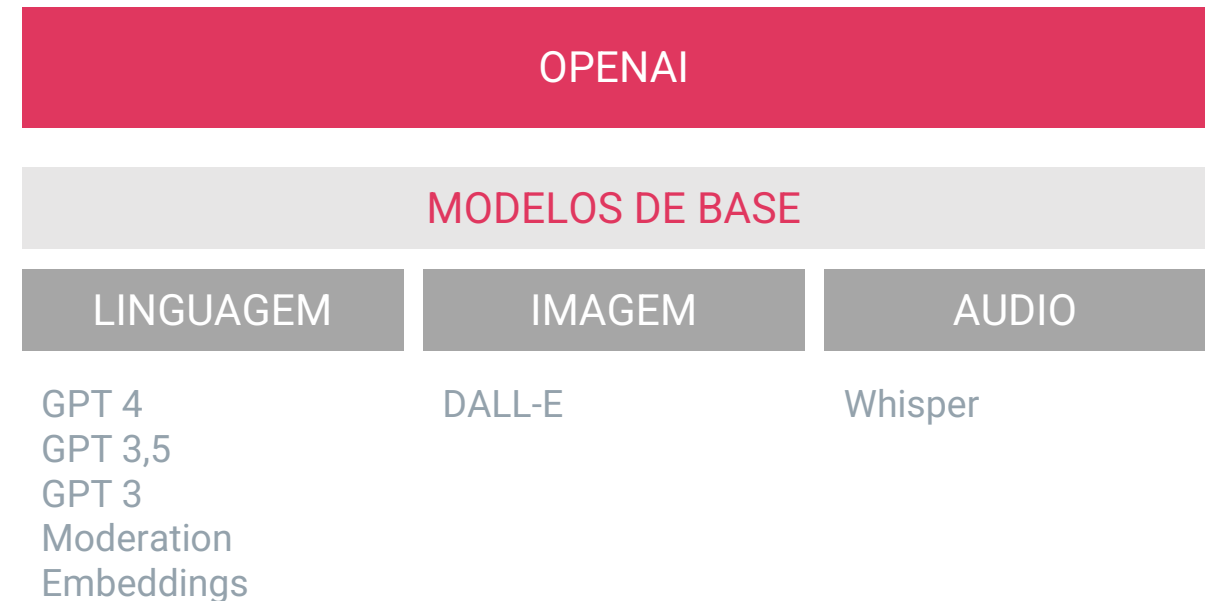 OPENAI
MODELOS DE BASE
LINGUAGEM
IMAGEM
AUDIO
GPT 4
GPT 3,5
GPT 3
Moderation
Embeddings
DALL-E
Whisper